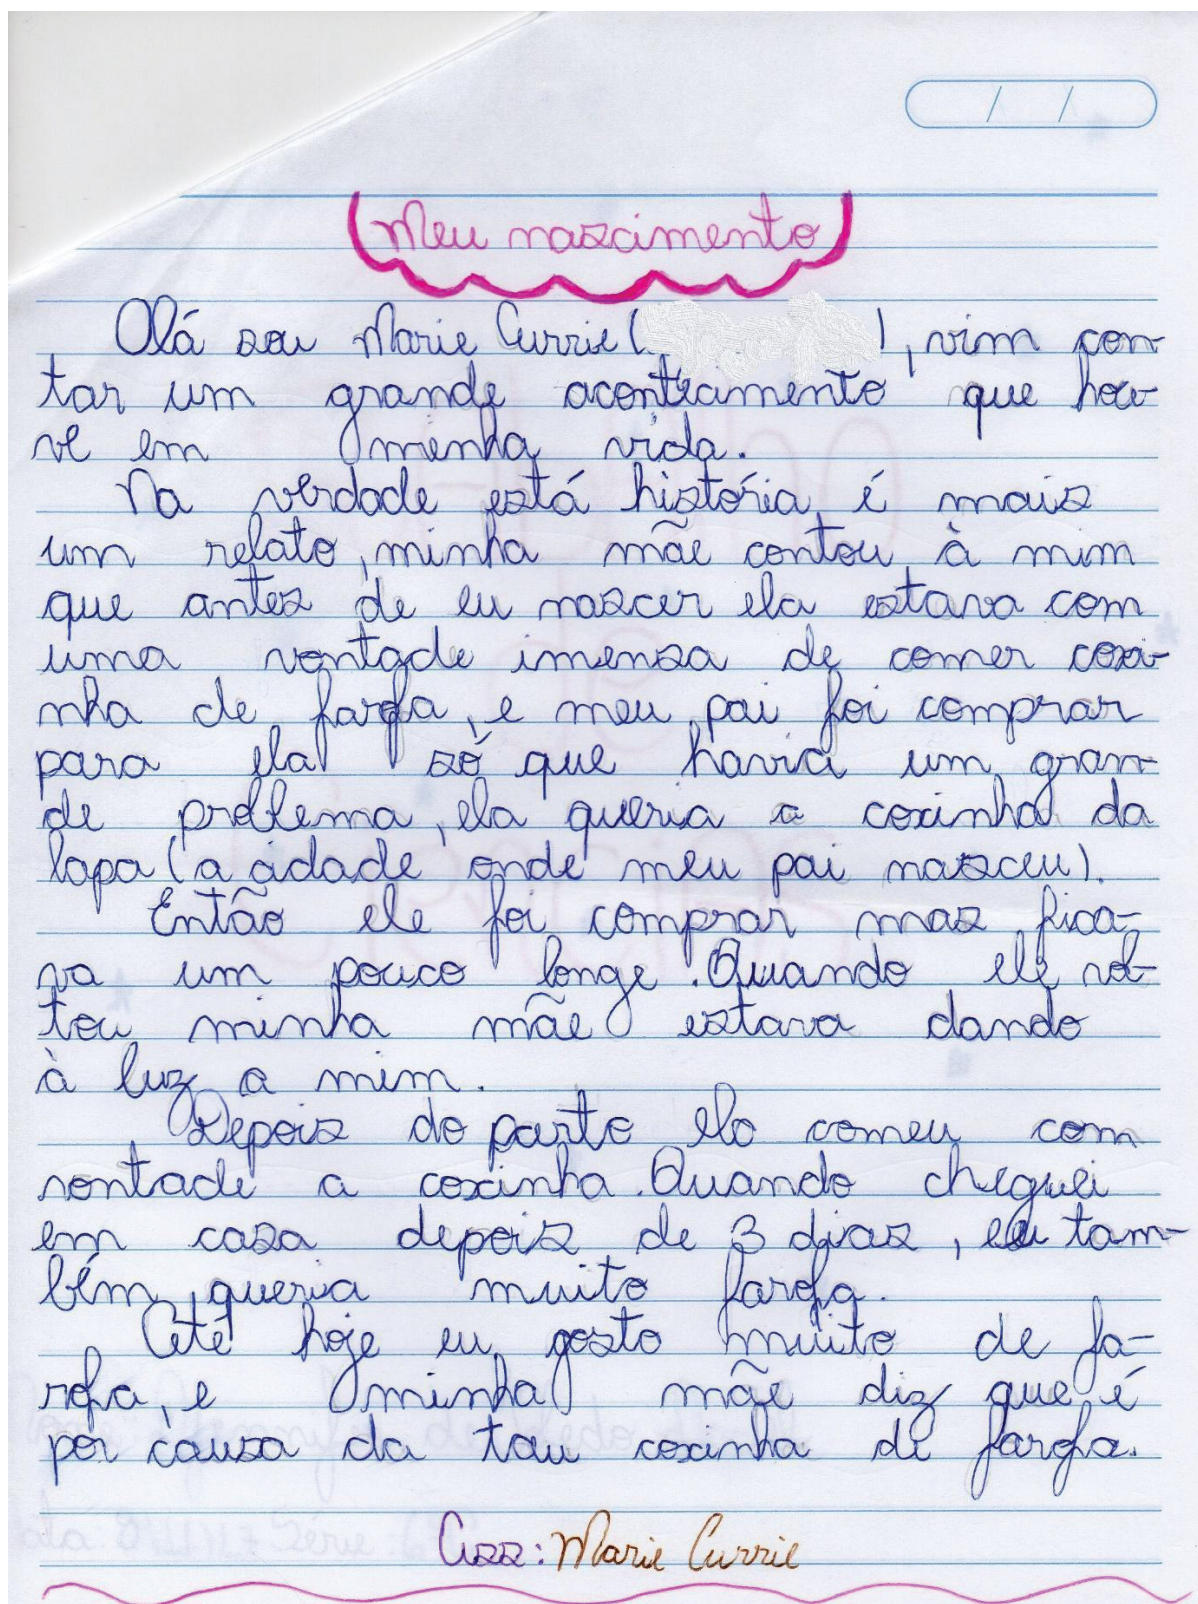 Meu nascimento
Olá sou Marie Currie ( ), vim con-
tar um grande acontecimento que hou-
ve em minha vida.
Na verdade está história é mais
um relato, minha mãe contou à mim
que antes de eu nascer ela estava com
uma vontade imensa de comer coxi-
nha de farofa, e meu pai foi comprar
para ela só que havia um gran-
de problema, ela queria a coxinha da
lapa (a cidade onde meu pai nasceu).
Então ele foi comprar mas fica-
va um pouco longe. Quando ele vol-
tou minha mãe estava dando
à luz a mim.
Depois do parto ela comeu com
vontade a coxinha. Quando cheguei
em casa depois de 3 dias, eu tam-
bém queria muito farofa.
Até hoje eu gosto muito de fa-
rofa, e minha mãe diz que é
por causa da tau coxinha de farofa.
Ass: Marie Currie